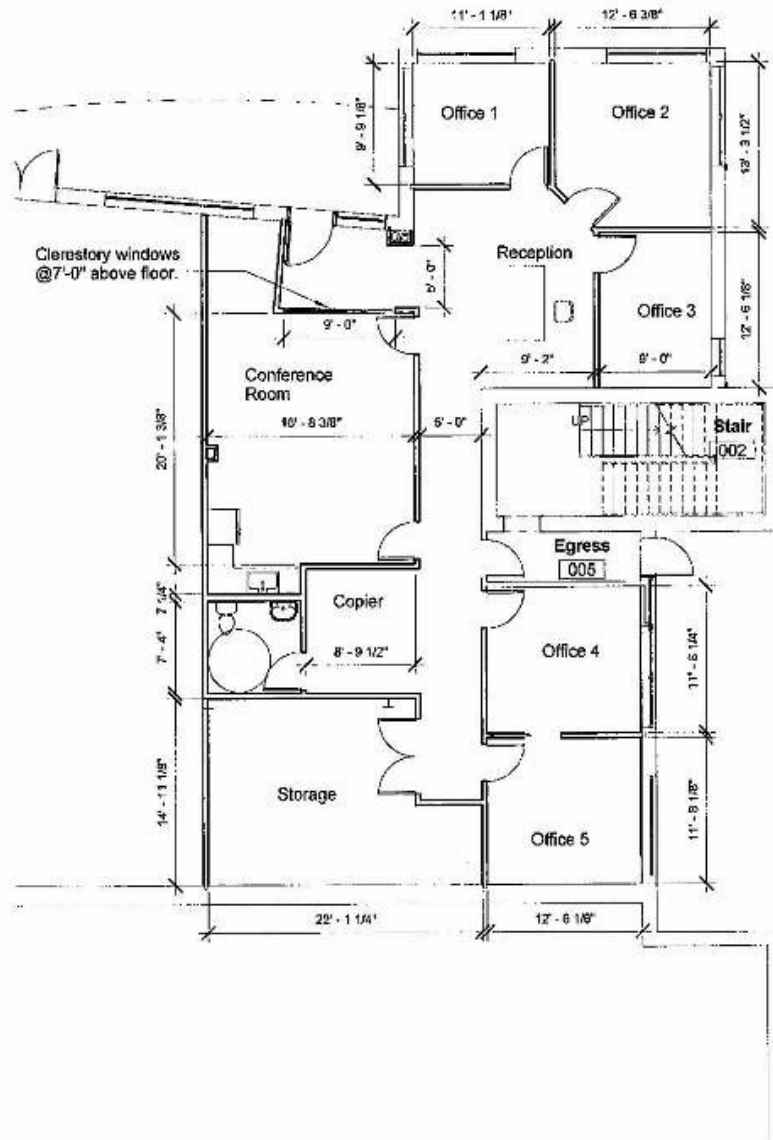 11' - 1 1/8"
12' - 6 3/8"
9' - 9 1/8"
Office 1
Office 2
13' - 3 1/2"
Clerestory windows
@7'-0" above floor.
Reception
5' - 0"
Office 3
12' - 6 1/8"
9' - 0"
9' - 2"
9' - 0"
Conference
Room
16' - 8 3/8"
5' - 0"
20' - 1 3/8"
UP
Stair
002
Egress
005
Copier
7' - 4"
8' - 9 1/2"
Office 4
11' - 6 1/4"
14' - 11 1/8"
Storage
Office 5
11' - 8 1/8"
22' - 1 1/4"
12' - 6 1/8"